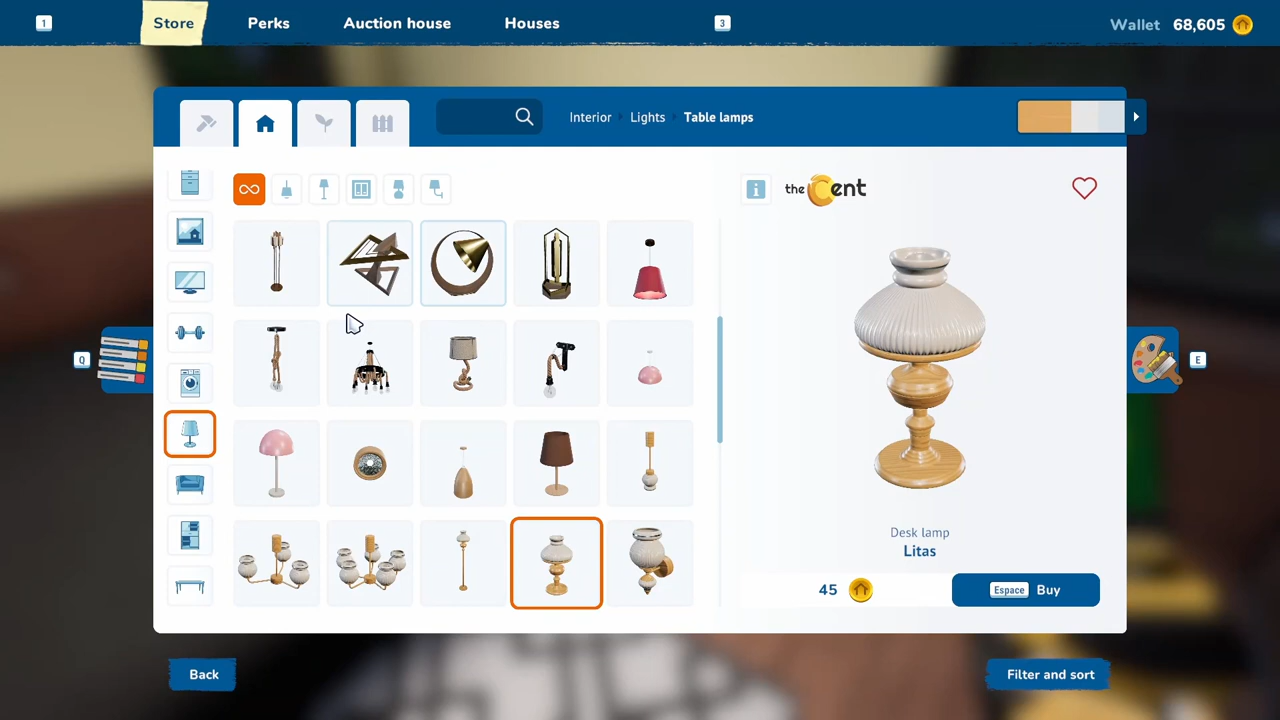 1 Store Perks Auction house Houses 3 Wallet 68,605
Interior Lights Table lamps
the Cent
Q E
Desk lamp
Litas
45 Espace Buy
Back Filter and sort